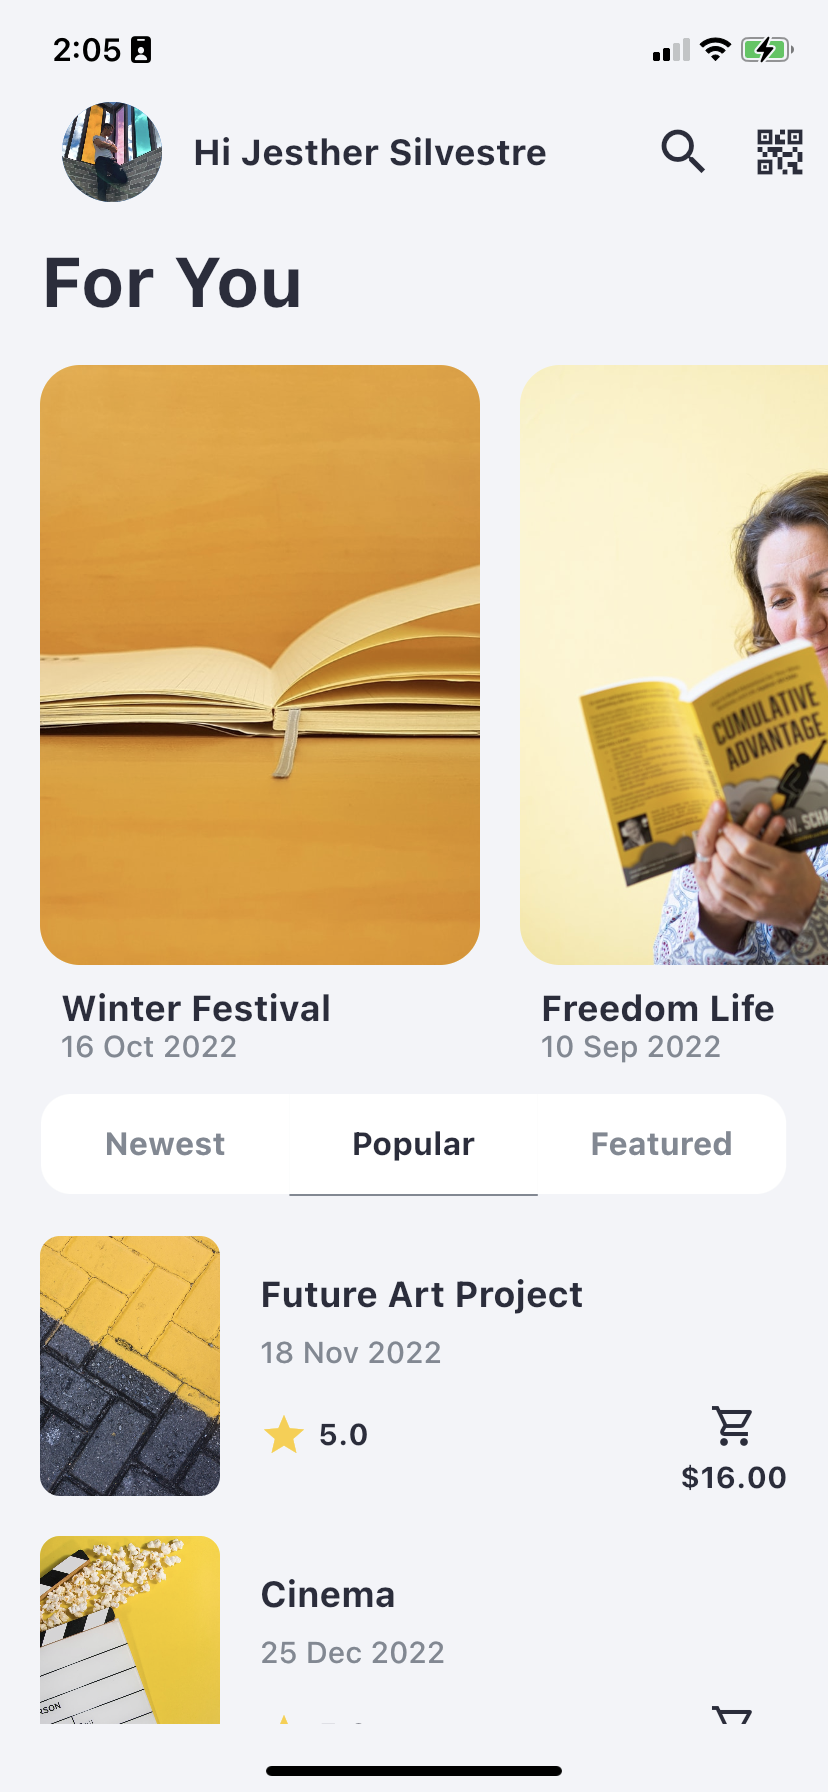 2:05
Hi Jesther Silvestre
For You
CUMULATIVE
ADVANTAGE
W. SCHA
Winter Festival
16 Oct 2022
Freedom Life
10 Sep 2022
Newest Popular Featured
Future Art Project
18 Nov 2022
5.0
$16.00
Cinema
25 Dec 2022